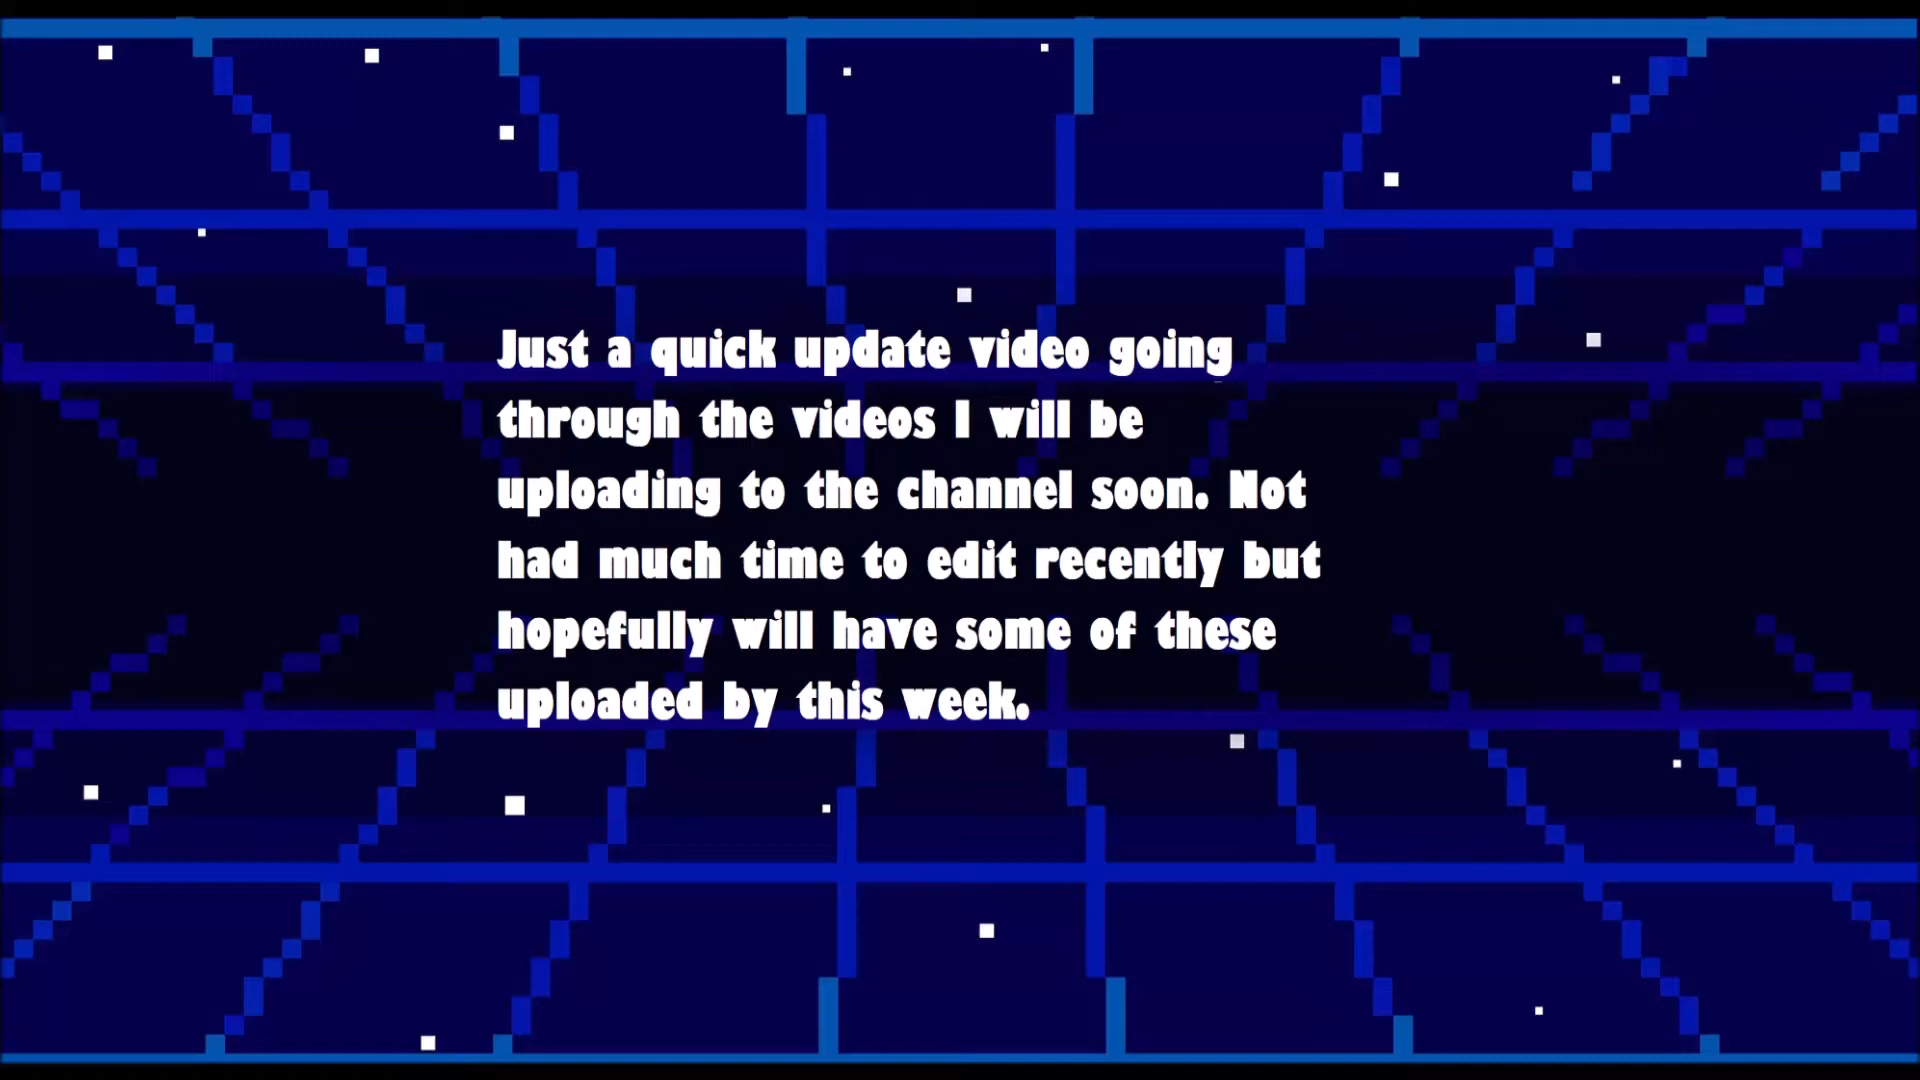 Just a quick update video going
through the videos I will be
uploading to the channel soon. Not
had much time to edit recently but
hopefully will have some of these
uploaded by this week.